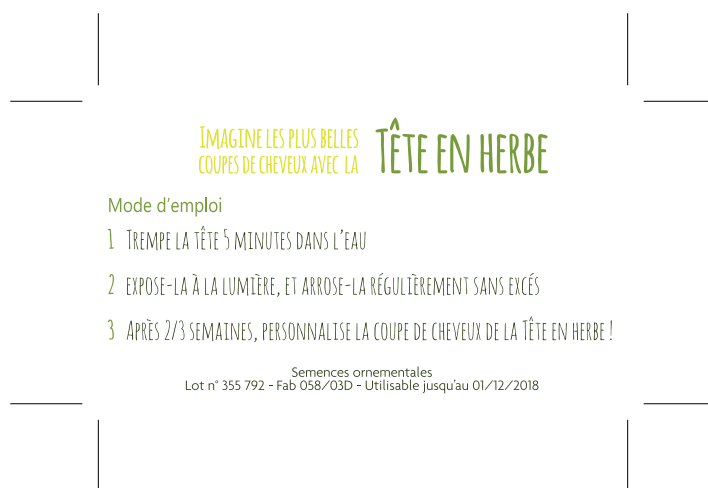 Imagine les plus belles
coupes de cheveux avec la
Tête en herbe
Mode d'emploi
1 Trempe la tête 5 minutes dans l'eau
2 expose-la à la lumière, et arrose-la régulièrement sans excés
3 Après 2/3 semaines, personnalise la coupe de cheveux de la Tête en herbe !
Semences ornementales
Lot n° 355 792 - Fab 058/03D - Utilisable jusqu'au 01/12/2018